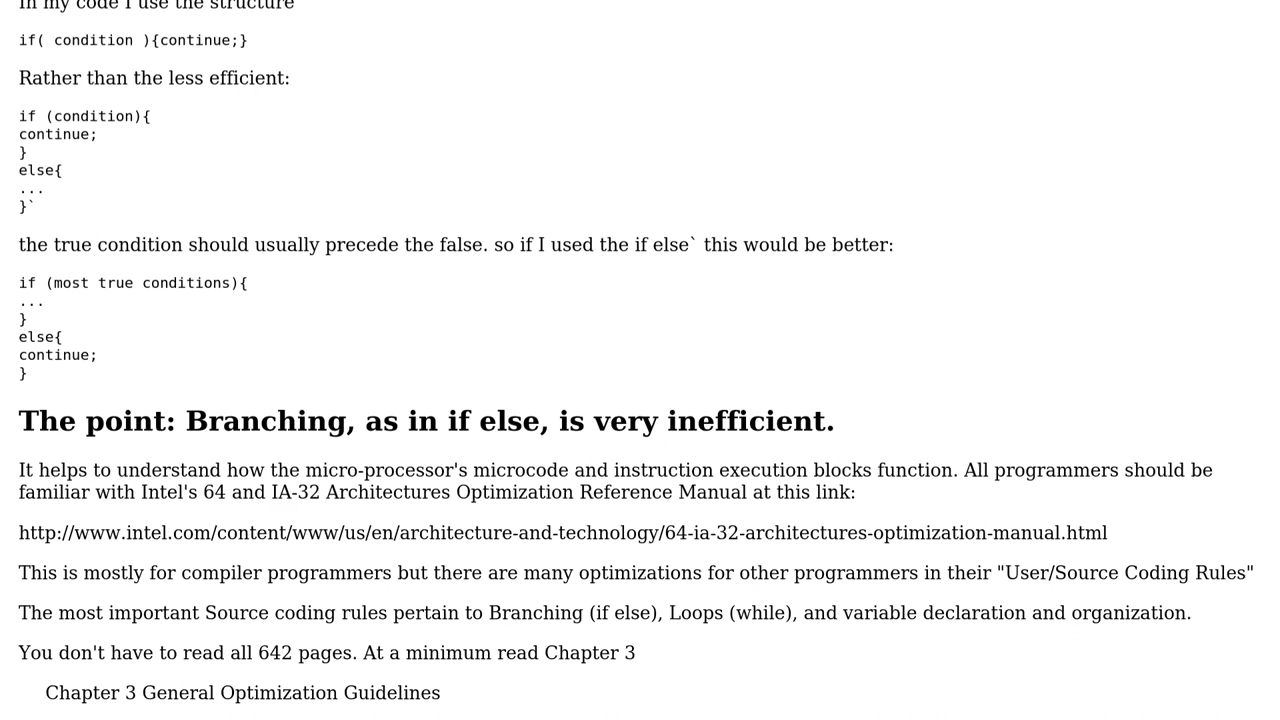 In my code I use the structure
if( condition ){continue;}
Rather than the less efficient:
if (condition){
continue;
}
else{
...
}`
the true condition should usually precede the false. so if I used the if else` this would be better:
if (most true conditions){
...
}
else{
continue;
}
The point: Branching, as in if else, is very inefficient.
It helps to understand how the micro-processor's microcode and instruction execution blocks function. All programmers should be
familiar with Intel's 64 and IA-32 Architectures Optimization Reference Manual at this link:
http://www.intel.com/content/www/us/en/architecture-and-technology/64-ia-32-architectures-optimization-manual.html
This is mostly for compiler programmers but there are many optimizations for other programmers in their "User/Source Coding Rules"
The most important Source coding rules pertain to Branching (if else), Loops (while), and variable declaration and organization.
You don't have to read all 642 pages. At a minimum read Chapter 3
Chapter 3 General Optimization Guidelines